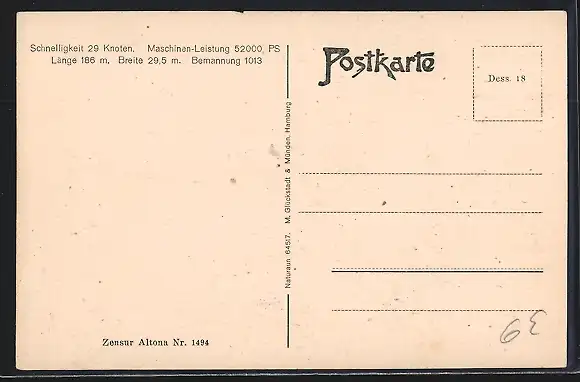 Schnelligkeit 29 Knoten. Maschinen-Leistung 52000 PS
Länge 186 m, Breite 29,5 m. Bemannung 1013
Postkarte
Dess. 18
Naturaun 64517. M. Glückstadt & Münden, Hamburg
Zensur Altona Nr. 1494
6E